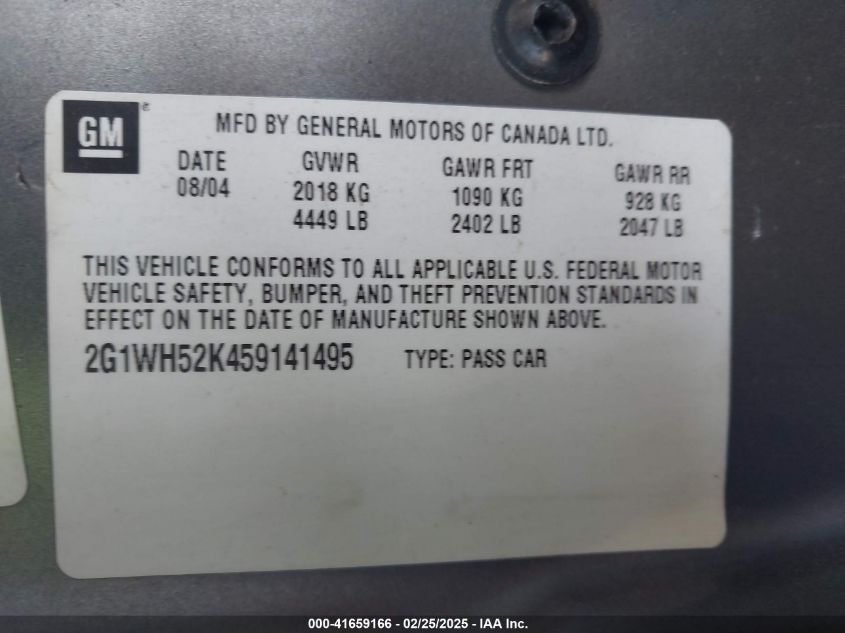 GM®
MFD BY GENERAL MOTORS OF CANADA LTD.
DATE GVWR GAWR FRT GAWR RR
08/04 2018 KG 1090 KG 928 KG
4449 LB 2402 LB 2047 LB
THIS VEHICLE CONFORMS TO ALL APPLICABLE U.S. FEDERAL MOTOR
VEHICLE SAFETY, BUMPER, AND THEFT PREVENTION STANDARDS IN
EFFECT ON THE DATE OF MANUFACTURE SHOWN ABOVE.
2G1WH52K459141495 TYPE: PASS CAR
000-41659166 - 02/25/2025 - IAA Inc.